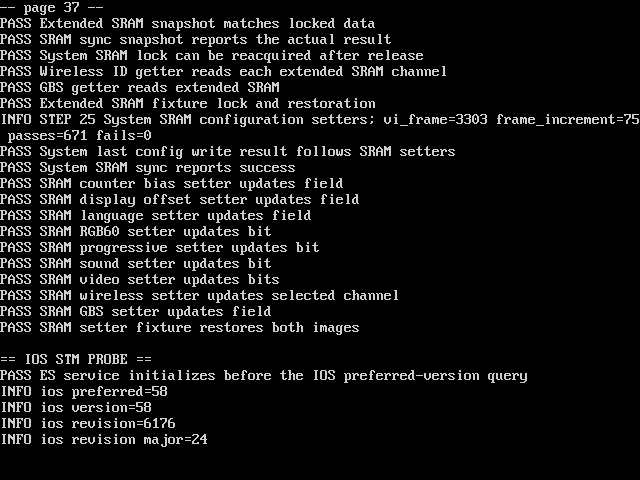 -- page 37 --
PASS Extended SRAM snapshot matches locked data
PASS SRAM sync snapshot reports the actual result
PASS System SRAM lock can be reacquired after release
PASS Wireless ID getter reads each extended SRAM channel
PASS GBS getter reads extended SRAM
PASS Extended SRAM fixture lock and restoration
INFO STEP 25 System SRAM configuration setters; vi_frame=3303 frame_increment=75
 passes=671 fails=0
PASS System last config write result follows SRAM setters
PASS System SRAM sync reports success
PASS SRAM counter bias setter updates field
PASS SRAM display offset setter updates field
PASS SRAM language setter updates field
PASS SRAM RGB60 setter updates bit
PASS SRAM progressive setter updates bit
PASS SRAM sound setter updates bit
PASS SRAM video setter updates bits
PASS SRAM wireless setter updates selected channel
PASS SRAM GBS setter updates field
PASS SRAM setter fixture restores both images

== IOS STM PROBE ==
PASS ES service initializes before the IOS preferred-version query
INFO ios preferred=58
INFO ios version=58
INFO ios revision=6176
INFO ios revision major=24